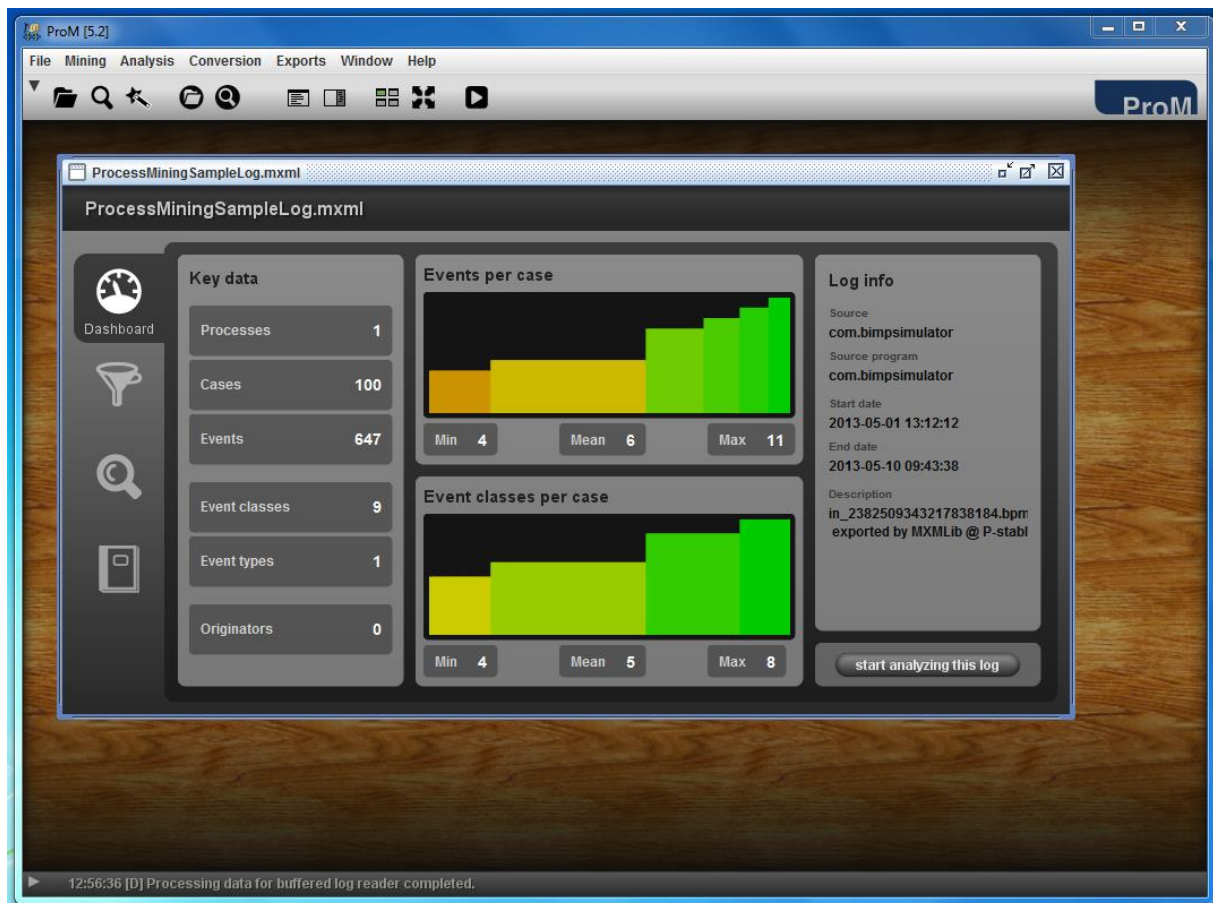 ProM [5.2]
File Mining Analysis Conversion Exports Window Help
ProM
ProcessMiningSampleLog.mxml
ProcessMiningSampleLog.mxml
Dashboard
Key data
Processes 1
Cases 100
Events 647
Event classes 9
Event types 1
Originators 0
Events per case
Min 4 Mean 6 Max 11
Event classes per case
Min 4 Mean 5 Max 8
Log info
Source
com.bimpsimulator
Source program
com.bimpsimulator
Start date
2013-05-01 13:12:12
End date
2013-05-10 09:43:38
Description
in_2382509343217838184.bpm
exported by MXMLib @ P-stabl
start analyzing this log
12:56:36 [D] Processing data for buffered log reader completed.